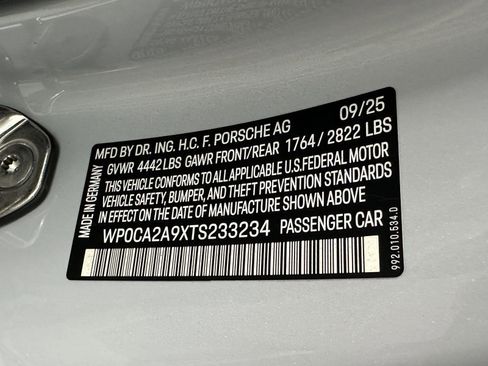 09/25
MFD BY DR. ING. H.C. F. PORSCHE AG
GVWR 4442 LBS GAWR FRONT/REAR 1764 / 2822 LBS
THIS VEHICLE CONFORMS TO ALL APPLICABLE U.S. FEDERAL MOTOR
VEHICLE SAFETY, BUMPER, AND THEFT PREVENTION STANDARDS
IN EFFECT ON THE DATE OF MANUFACTURE SHOWN ABOVE
WP0CA2A9XTS233234 PASSENGER CAR
MADE IN GERMANY
992.010.534.0